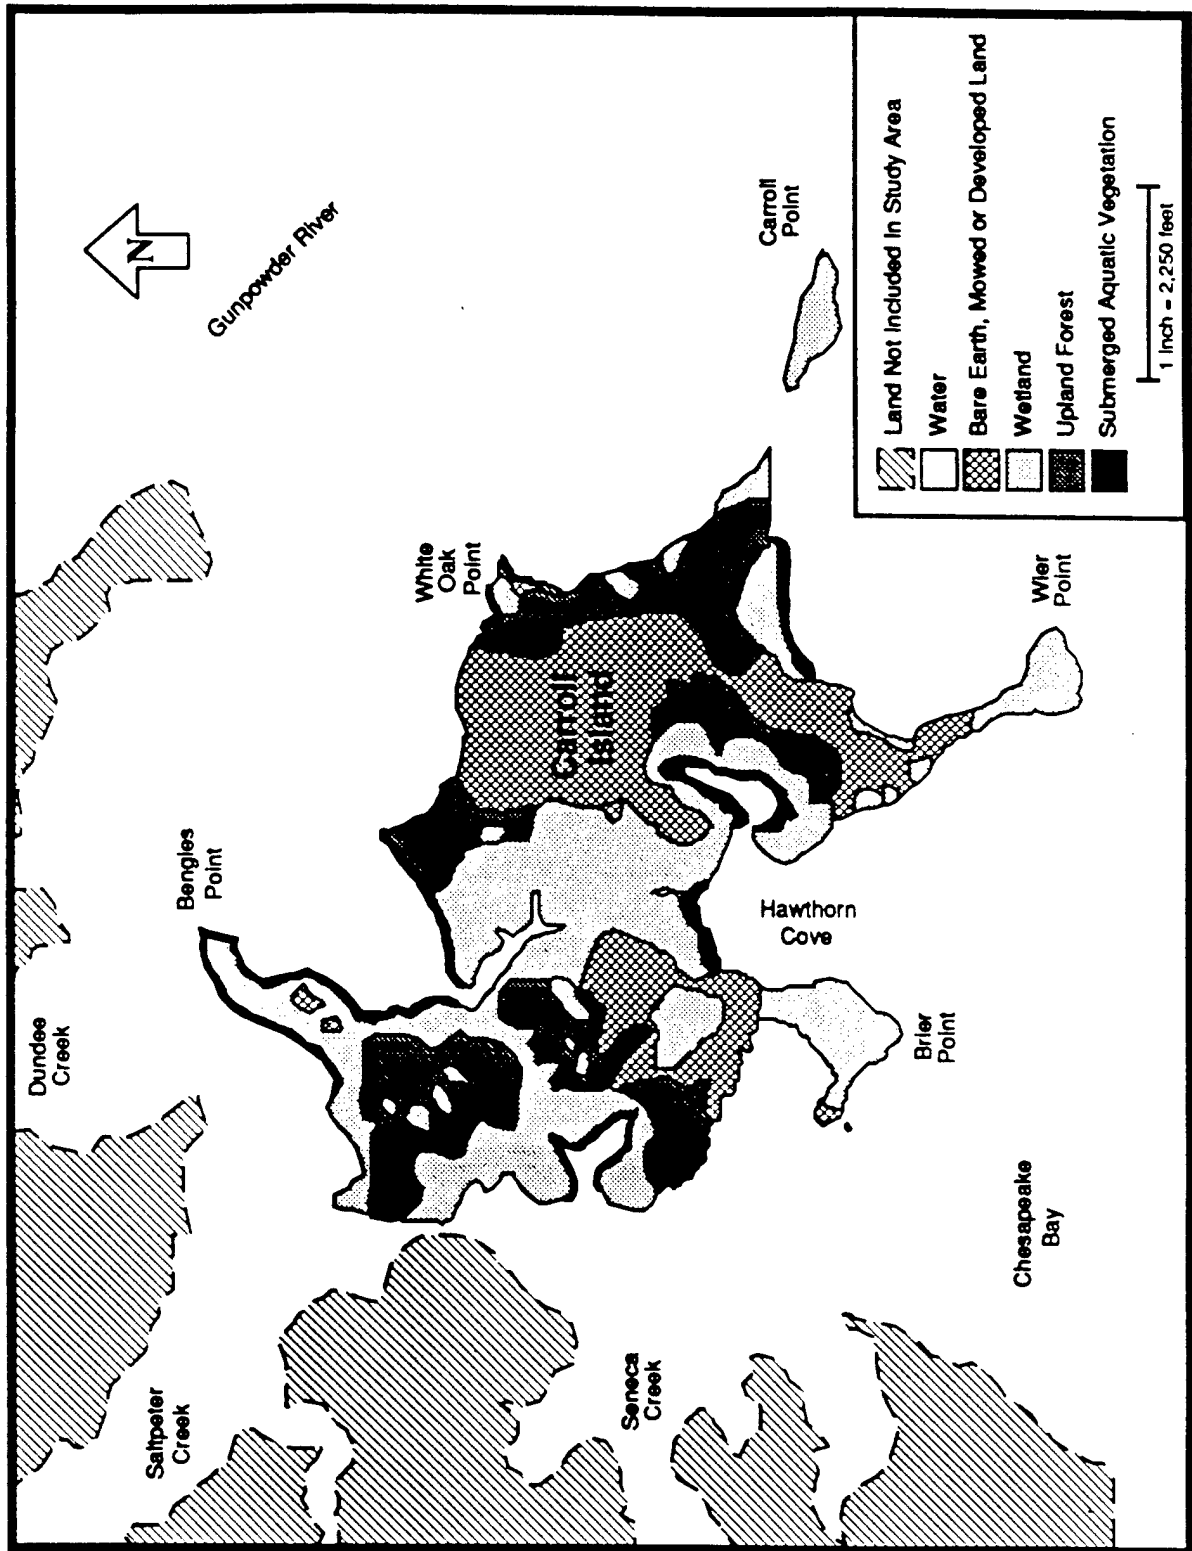 Gunpowder River
N
Dundee
Creek
Bengies
Point
Saltpeter
Creek
White
Oak
Point
Carroll
Island
Carroll
Point
Seneca
Creek
Hawthorn
Cove
Brier
Point
Wier
Point
Chesapeake
Bay
Land Not Included In Study Area
Water
Bare Earth, Mowed or Developed Land
Wetland
Upland Forest
Submerged Aquatic Vegetation
1 Inch = 2,250 feet